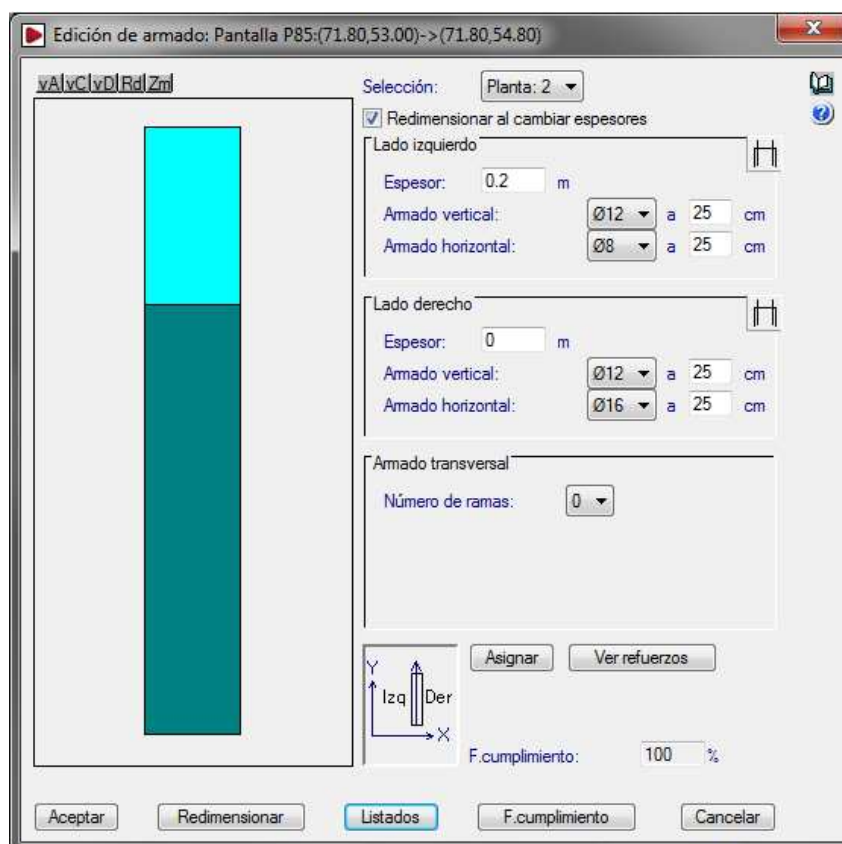 Edición de armado: Pantalla P85:(71.80,53.00)->(71.80,54.80)
vA vC vD Rd Zm
Selección: Planta: 2
Redimensionar al cambiar espesores
Lado izquierdo
Espesor: 0.2 m
Armado vertical: Ø12 a 25 cm
Armado horizontal: Ø8 a 25 cm
Lado derecho
Espesor: 0 m
Armado vertical: Ø12 a 25 cm
Armado horizontal: Ø16 a 25 cm
Armado transversal
Número de ramas: 0
Y
Izq Der
X
Asignar Ver refuerzos
F.cumplimiento: 100 %
Aceptar Redimensionar Listados F.cumplimiento Cancelar